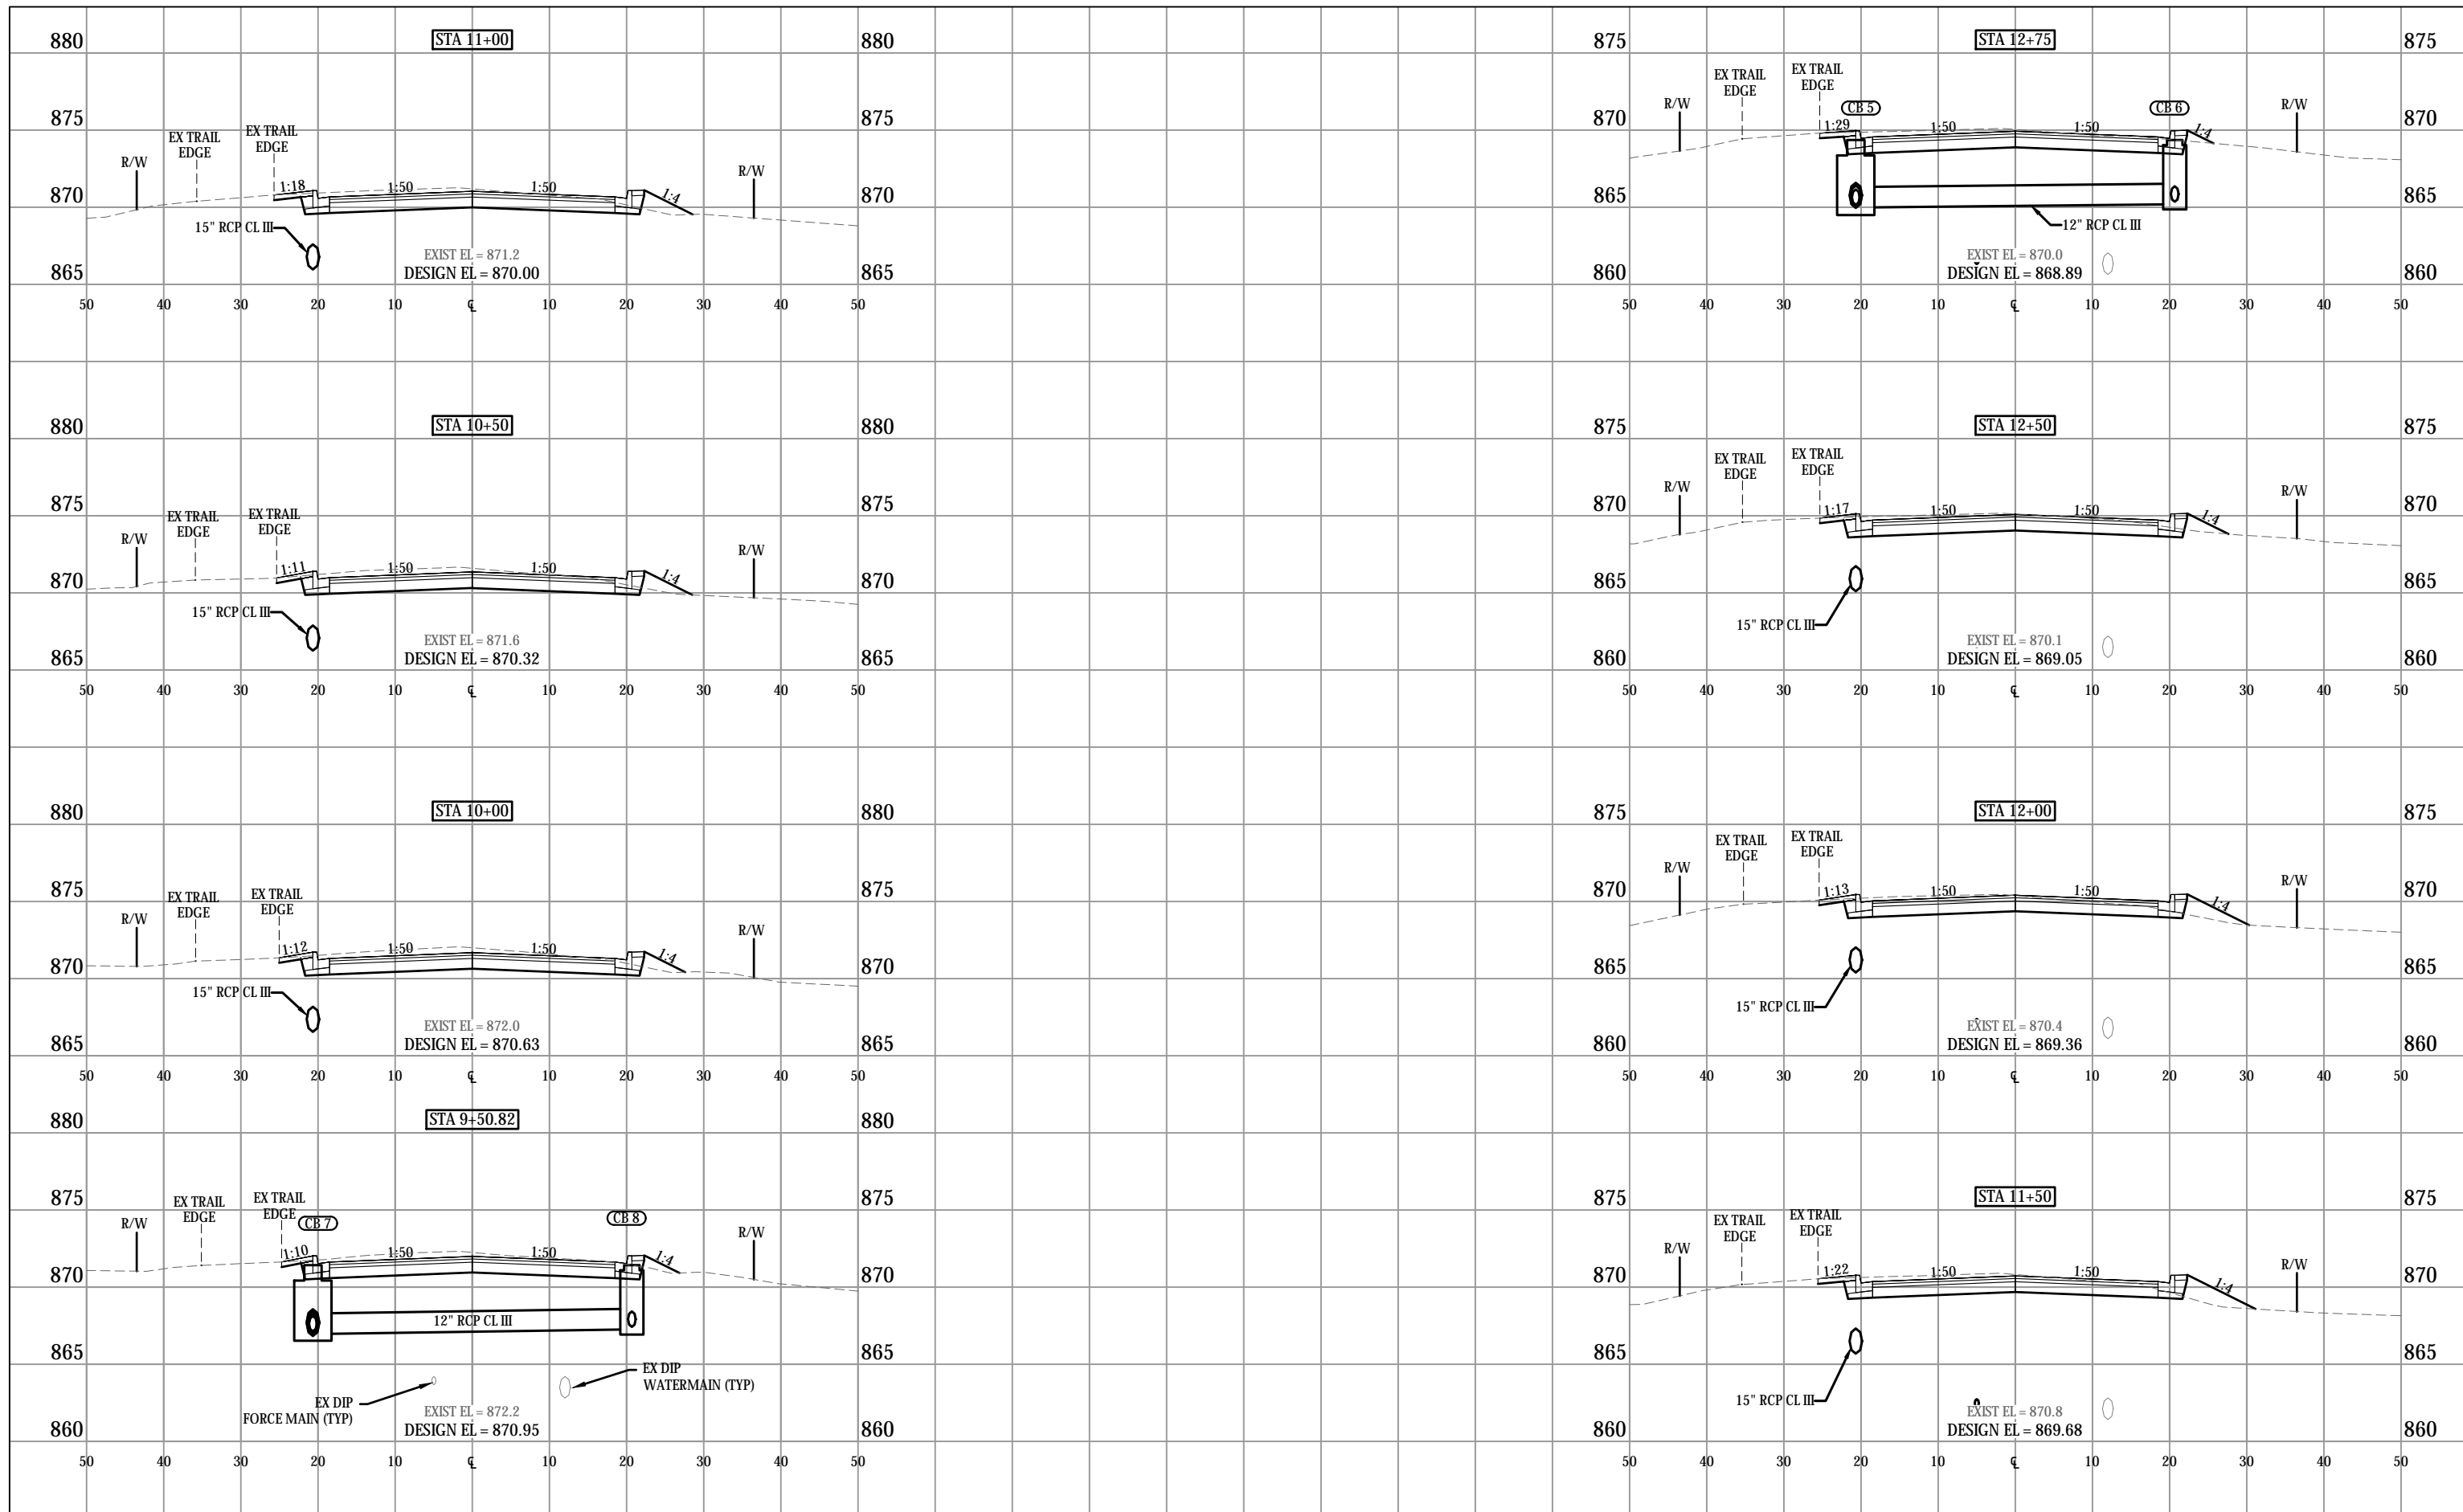 STA 11+00
880 880
875 875
870 870
865 865
R/W
EX TRAIL
EDGE
EX TRAIL
EDGE
1:18 1:50 1:50 1:4
R/W
15" RCP CL III
EXIST EL = 871.2
DESIGN EL = 870.00
50 40 30 20 10 ℄ 10 20 30 40 50
STA 10+50
880 880
875 875
870 870
865 865
R/W
EX TRAIL
EDGE
EX TRAIL
EDGE
1:11 1:50 1:50 1:4
R/W
15" RCP CL III
EXIST EL = 871.6
DESIGN EL = 870.32
50 40 30 20 10 ℄ 10 20 30 40 50
STA 10+00
880 880
875 875
870 870
865 865
R/W
EX TRAIL
EDGE
EX TRAIL
EDGE
1:12 1:50 1:50 1:4
R/W
15" RCP CL III
EXIST EL = 872.0
DESIGN EL = 870.63
50 40 30 20 10 ℄ 10 20 30 40 50
STA 9+50.82
880 880
875 875
870 870
865 865
860 860
R/W
EX TRAIL
EDGE
EX TRAIL
EDGE
CB 7
CB 8
1:10 1:50 1:50 1:4
R/W
12" RCP CL III
EX DIP
FORCE MAIN (TYP)
EX DIP
WATERMAIN (TYP)
EXIST EL = 872.2
DESIGN EL = 870.95
50 40 30 20 10 ℄ 10 20 30 40 50
STA 12+75
875 875
870 870
865 865
860 860
R/W
EX TRAIL
EDGE
EX TRAIL
EDGE
CB 5
CB 6
1:29 1:50 1:50 1:4
R/W
12" RCP CL III
EXIST EL = 870.0
DESIGN EL = 868.89
50 40 30 20 10 ℄ 10 20 30 40 50
STA 12+50
875 875
870 870
865 865
860 860
R/W
EX TRAIL
EDGE
EX TRAIL
EDGE
1:17 1:50 1:50 1:4
R/W
15" RCP CL III
EXIST EL = 870.1
DESIGN EL = 869.05
50 40 30 20 10 ℄ 10 20 30 40 50
STA 12+00
875 875
870 870
865 865
860 860
R/W
EX TRAIL
EDGE
EX TRAIL
EDGE
1:13 1:50 1:50 1:4
R/W
15" RCP CL III
EXIST EL = 870.4
DESIGN EL = 869.36
50 40 30 20 10 ℄ 10 20 30 40 50
STA 11+50
875 875
870 870
865 865
860 860
R/W
EX TRAIL
EDGE
EX TRAIL
EDGE
1:22 1:50 1:50 1:4
R/W
15" RCP CL III
EXIST EL = 870.8
DESIGN EL = 869.68
50 40 30 20 10 ℄ 10 20 30 40 50